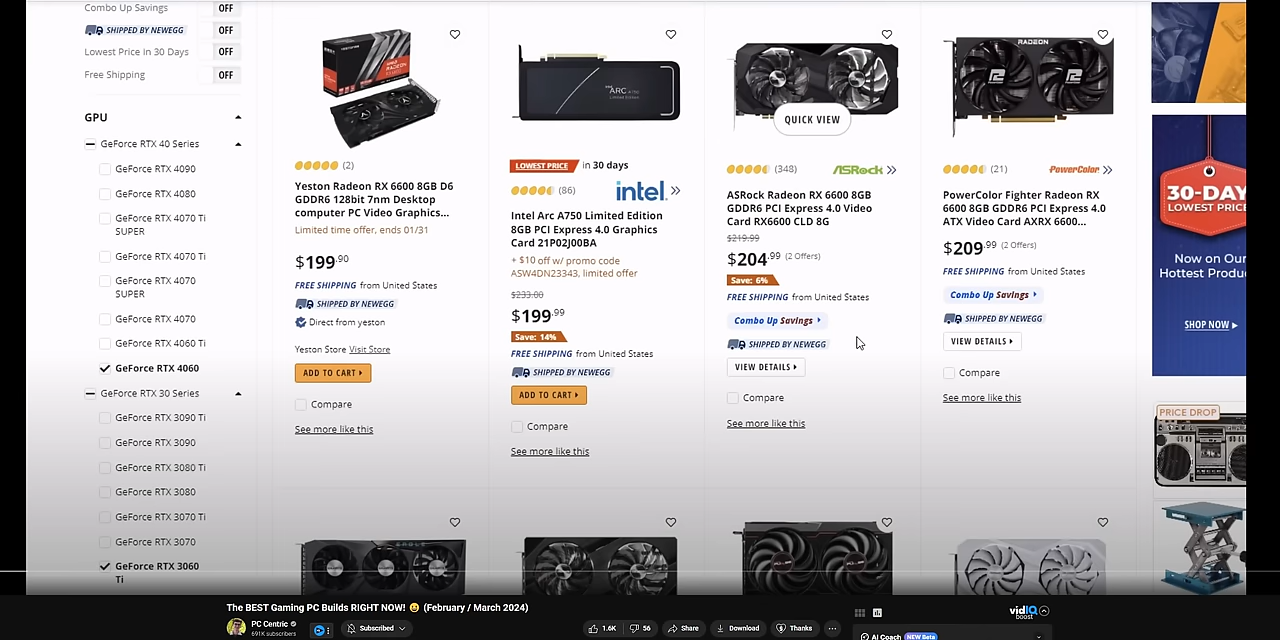 Combo Up Savings OFF
SHIPPED BY NEWEGG OFF
Lowest Price in 30 Days OFF
Free Shipping OFF
GPU
GeForce RTX 40 Series
GeForce RTX 4090
GeForce RTX 4080
GeForce RTX 4070 Ti
SUPER
GeForce RTX 4070 Ti
GeForce RTX 4070
SUPER
GeForce RTX 4070
GeForce RTX 4060 Ti
GeForce RTX 4060
GeForce RTX 30 Series
GeForce RTX 3090 Ti
GeForce RTX 3090
GeForce RTX 3080 Ti
GeForce RTX 3080
GeForce RTX 3070 Ti
GeForce RTX 3070
GeForce RTX 3060
Ti
(2)
Yeston Radeon RX 6600 8GB D6
GDDR6 128bit 7nm Desktop
computer PC Video Graphics...
Limited time offer, ends 01/31
$199.90
FREE SHIPPING from United States
SHIPPED BY NEWEGG
Direct from yeston
Yeston Store Visit Store
ADD TO CART
Compare
See more like this
ARC A750
LOWEST PRICE in 30 days
(86) intel.
Intel Arc A750 Limited Edition
8GB PCI Express 4.0 Graphics
Card 21P02J00BA
+ $10 off w/ promo code
ASW4DN23343, limited offer
$233.00
$199.99
Save: 14%
FREE SHIPPING from United States
SHIPPED BY NEWEGG
ADD TO CART
Compare
See more like this
QUICK VIEW
(348) ASRock
ASRock Radeon RX 6600 8GB
GDDR6 PCI Express 4.0 Video
Card RX6600 CLD 8G
$219.99
$204.99 (2 Offers)
Save: 6%
FREE SHIPPING from United States
Combo Up Savings
SHIPPED BY NEWEGG
VIEW DETAILS
Compare
See more like this
RADEON
(21) PowerColor
PowerColor Fighter Radeon RX
6600 8GB GDDR6 PCI Express 4.0
ATX Video Card AXRX 6600...
$209.99 (2 Offers)
FREE SHIPPING from United States
Combo Up Savings
SHIPPED BY NEWEGG
VIEW DETAILS
Compare
See more like this
30-DAY
LOWEST PRICE
Now on Our
Hottest Produ
SHOP NOW
PRICE DROP
The BEST Gaming PC Builds RIGHT NOW! 😀 (February / March 2024)
PC Centric
691K subscribers
Subscribed
1.6K
56
Share
Download
Thanks
vidIQ
boost
AI Coach NEW Beta